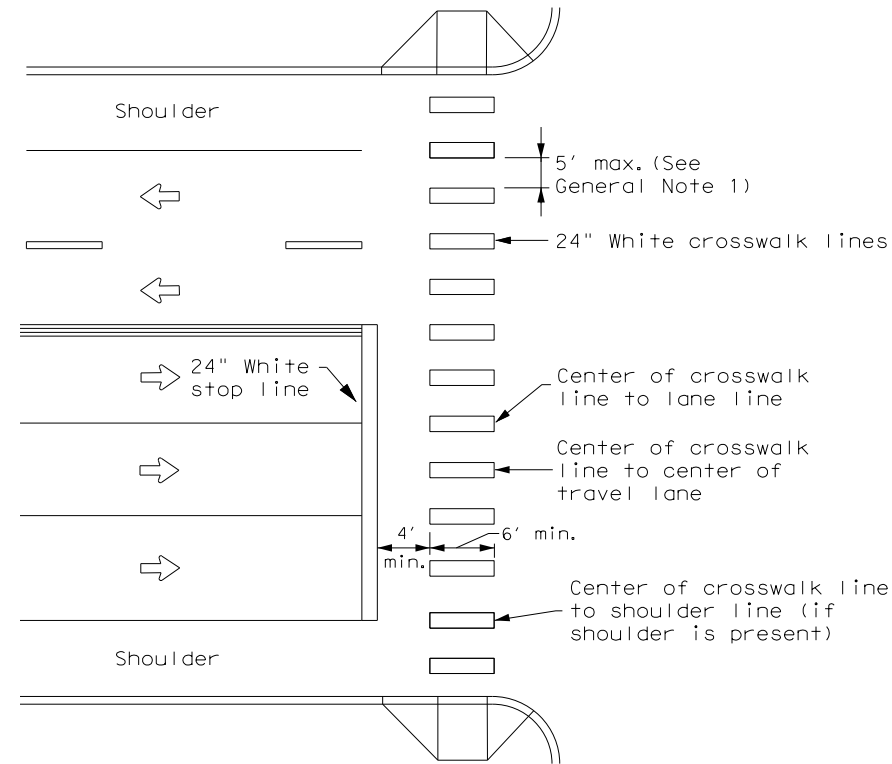 Shoulder
5' max. (See
General Note 1)
24" White crosswalk lines
24" White
stop line
Center of crosswalk
line to lane line
Center of crosswalk
line to center of
travel lane
4'
min.
6' min.
Center of crosswalk line
to shoulder line (if
shoulder is present)
Shoulder